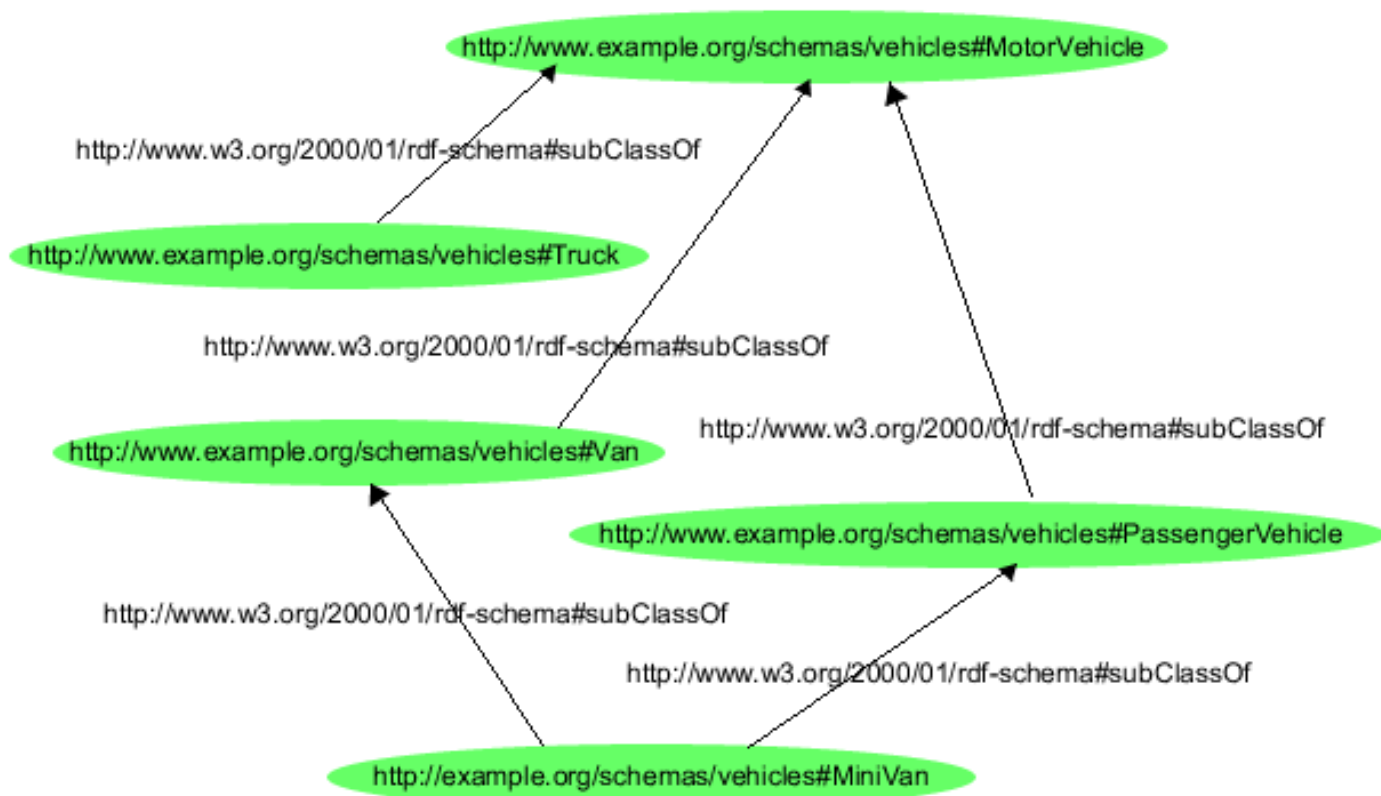 http://www.example.org/schemas/vehicles#MotorVehicle
http://www.w3.org/2000/01/rdf-schema#subClassOf
http://www.example.org/schemas/vehicles#Truck
http://www.w3.org/2000/01/rdf-schema#subClassOf
http://www.w3.org/2000/01/rdf-schema#subClassOf
http://www.example.org/schemas/vehicles#Van
http://www.example.org/schemas/vehicles#PassengerVehicle
http://www.w3.org/2000/01/rdf-schema#subClassOf
http://www.w3.org/2000/01/rdf-schema#subClassOf
http://example.org/schemas/vehicles#MiniVan